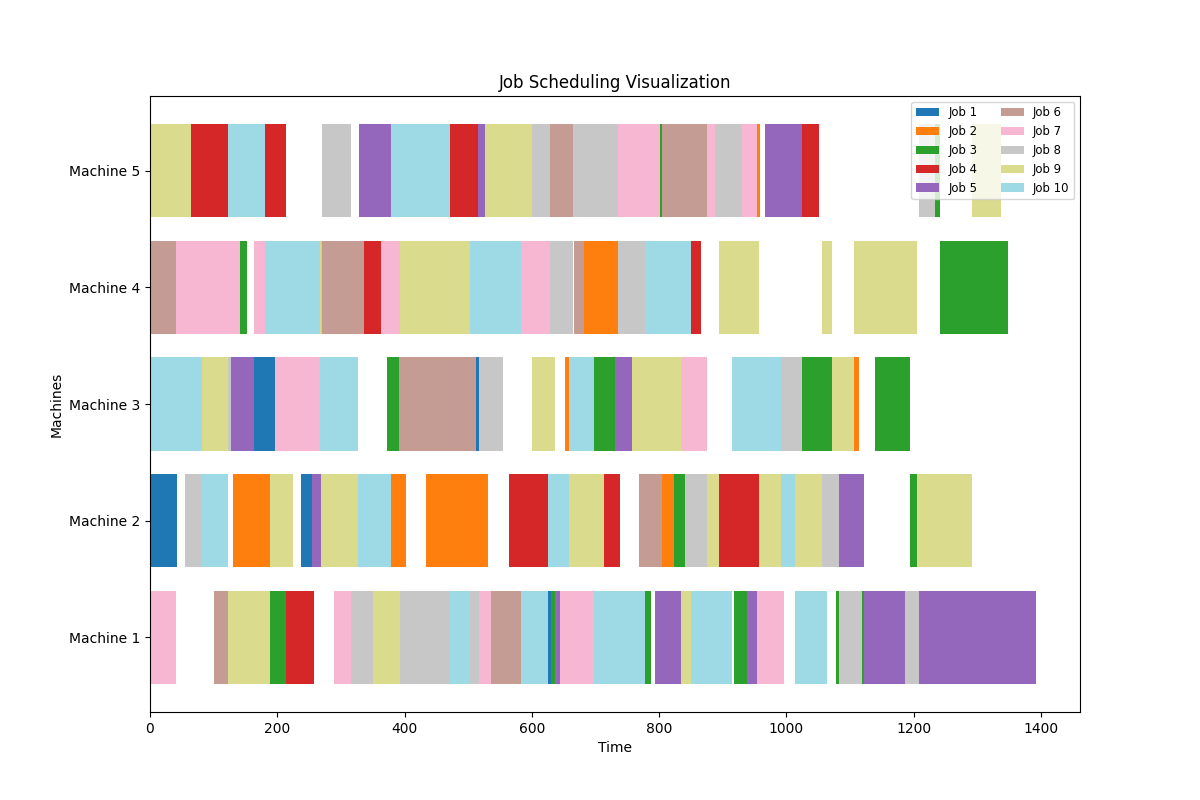 Job Scheduling Visualization
Job 1
Job 2
Job 3
Job 4
Job 5
Job 6
Job 7
Job 8
Job 9
Job 10
Machine 5
Machine 4
Machine 3
Machine 2
Machine 1
Machines
0 200 400 600 800 1000 1200 1400
Time